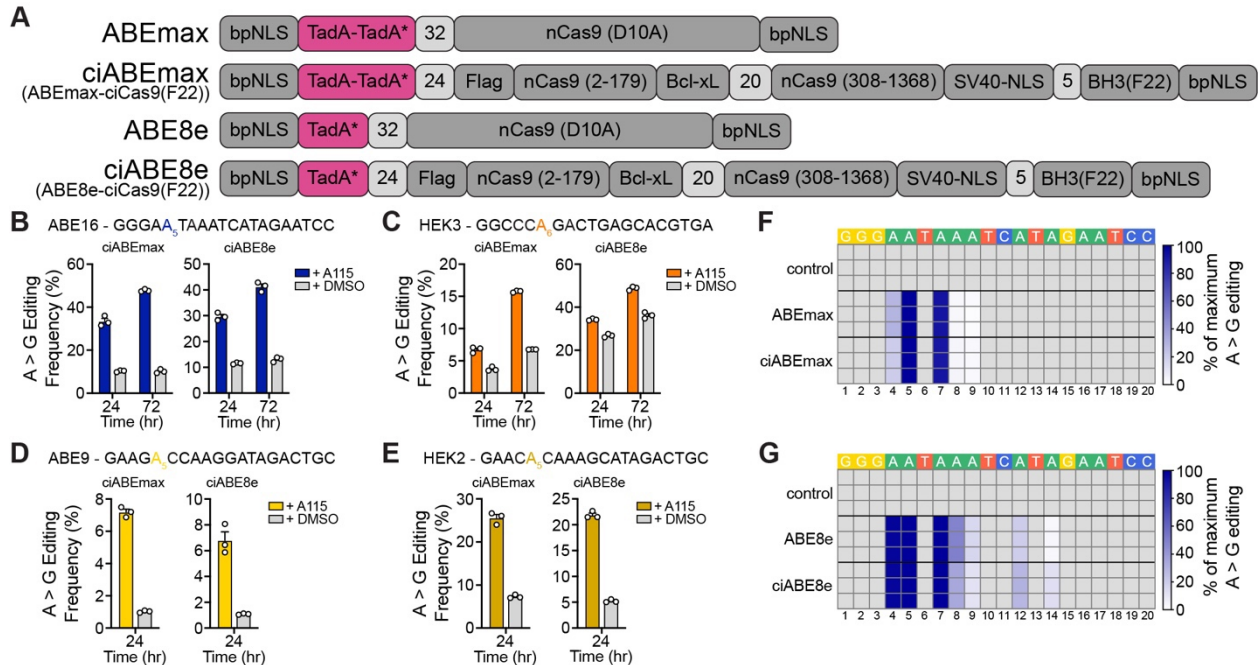 A
ABEmax
bpNLS TadA-TadA* 32 nCas9 (D10A) bpNLS
ciABEmax
(ABEmax-ciCas9(F22))
bpNLS TadA-TadA* 24 Flag nCas9 (2-179) Bcl-xL 20 nCas9 (308-1368) SV40-NLS 5 BH3(F22) bpNLS
ABE8e
bpNLS TadA* 32 nCas9 (D10A) bpNLS
ciABE8e
(ABE8e-ciCas9(F22))
bpNLS TadA* 24 Flag nCas9 (2-179) Bcl-xL 20 nCas9 (308-1368) SV40-NLS 5 BH3(F22) bpNLS
B
ABE16 - GGGAA5TAAATCATAGAATCC
ciABEmax ciABE8e
A > G Editing
Frequency (%)
60 40 20 0
24 72
Time (hr)
50 40 30 20 10 0
24 72
Time (hr)
+ A115
+ DMSO
C
HEK3 - GGCCCA6GACTGAGCACGTGA
ciABEmax ciABE8e
A > G Editing
Frequency (%)
20 15 10 5 0
24 72
Time (hr)
60 40 20 0
24 72
Time (hr)
+ A115
+ DMSO
D
ABE9 - GAAGA5CCAAGGATAGACTGC
ciABEmax ciABE8e
A > G Editing
Frequency (%)
8 6 4 2 0
24
Time (hr)
10 8 6 4 2 0
24
Time (hr)
+ A115
+ DMSO
E
HEK2 - GAACA5CAAAGCATAGACTGC
ciABEmax ciABE8e
A > G Editing
Frequency (%)
30 20 10 0
24
Time (hr)
25 20 15 10 5 0
24
Time (hr)
+ A115
+ DMSO
F
G G G A A T A A A T C A T A G A A T C C
control
ABEmax
ciABEmax
1 2 3 4 5 6 7 8 9 10 11 12 13 14 15 16 17 18 19 20
100 80 60 40 20 0
% of maximum
A > G editing
G
G G G A A T A A A T C A T A G A A T C C
control
ABE8e
ciABE8e
1 2 3 4 5 6 7 8 9 10 11 12 13 14 15 16 17 18 19 20
100 80 60 40 20 0
% of maximum
A > G editing